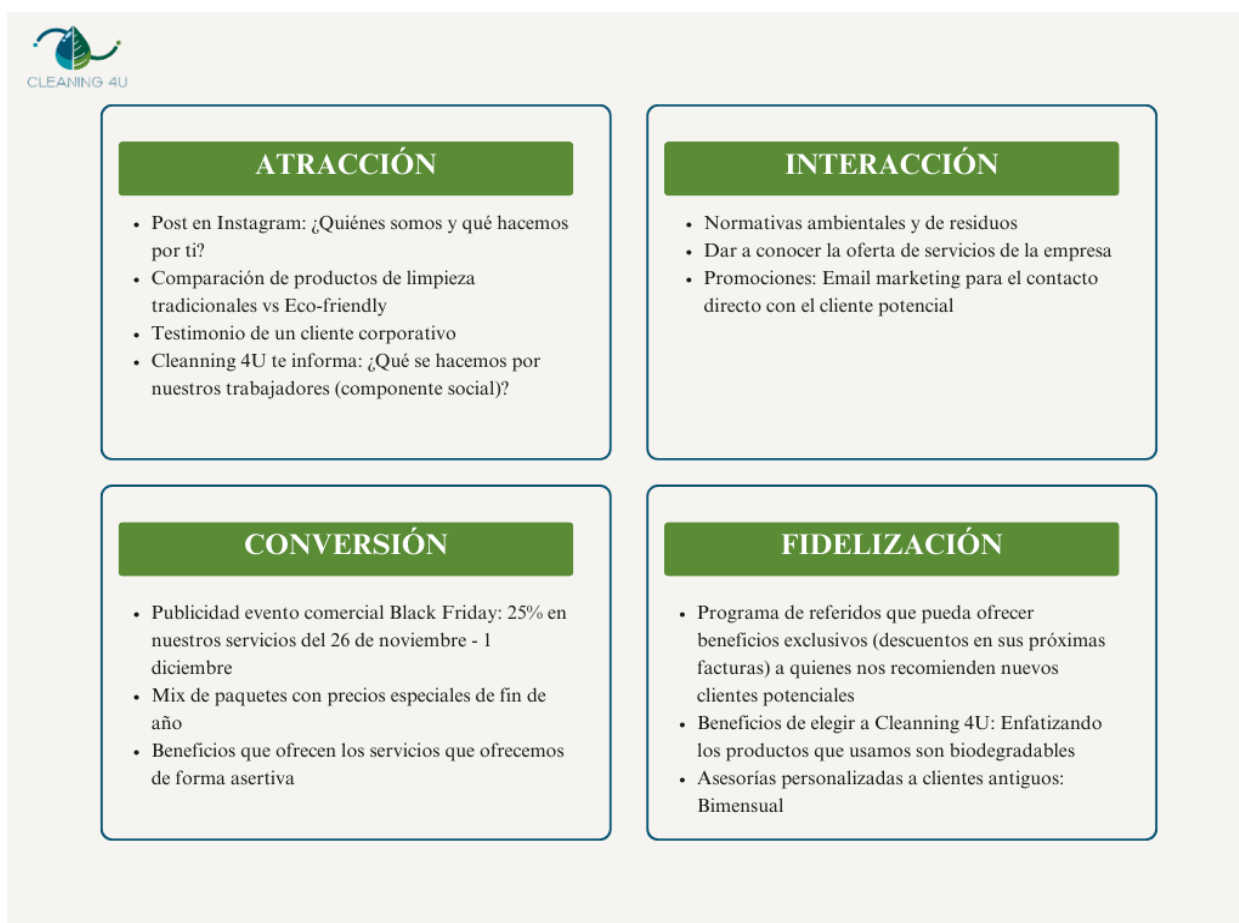 CLEANING 4U
ATRACCIÓN
• Post en Instagram: ¿Quiénes somos y qué hacemos
por ti?
• Comparación de productos de limpieza
tradicionales vs Eco-friendly
• Testimonio de un cliente corporativo
• Cleanning 4U te informa: ¿Qué se hacemos por
nuestros trabajadores (componente social)?
INTERACCIÓN
• Normativas ambientales y de residuos
• Dar a conocer la oferta de servicios de la empresa
• Promociones: Email marketing para el contacto
directo con el cliente potencial
CONVERSIÓN
• Publicidad evento comercial Black Friday: 25% en
nuestros servicios del 26 de noviembre - 1
diciembre
• Mix de paquetes con precios especiales de fin de
año
• Beneficios que ofrecen los servicios que ofrecemos
de forma asertiva
FIDELIZACIÓN
• Programa de referidos que pueda ofrecer
beneficios exclusivos (descuentos en sus próximas
facturas) a quienes nos recomienden nuevos
clientes potenciales
• Beneficios de elegir a Cleanning 4U: Enfatizando
los productos que usamos son biodegradables
• Asesorías personalizadas a clientes antiguos:
Bimensual